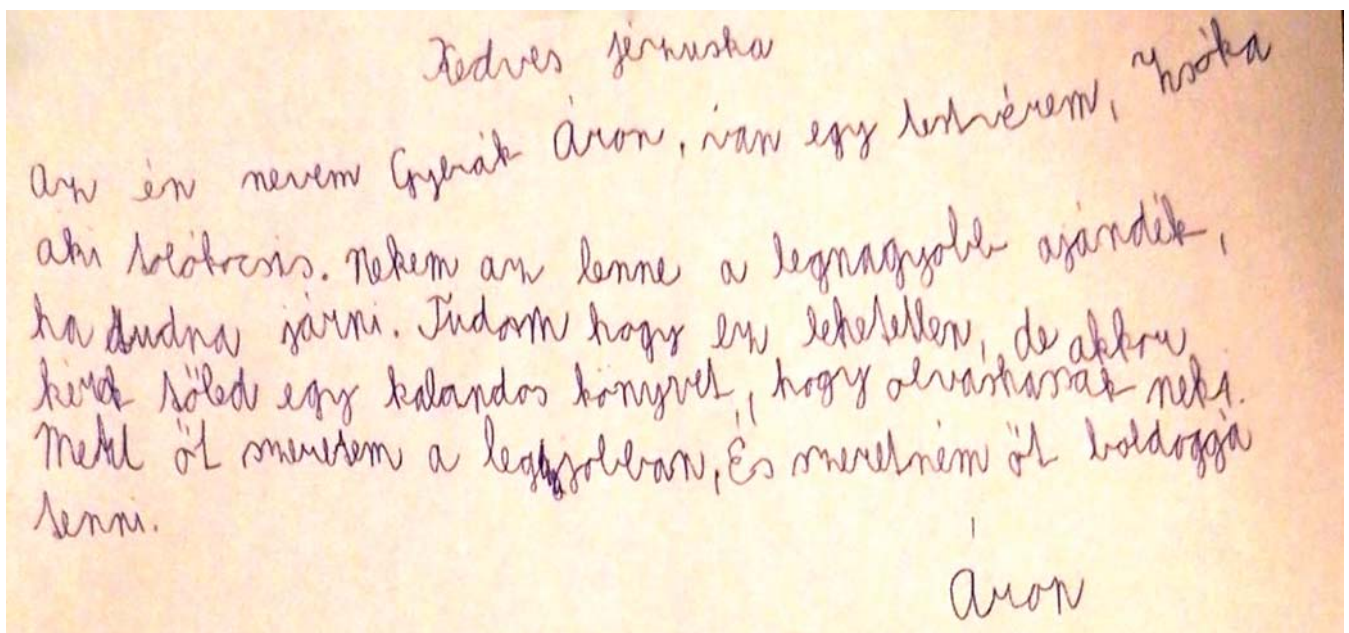 Kedves jézuska
Az én nevem Gyerák Áron, van egy testvérem, Zsóka
aki tolókocsis. Nekem az lenne a legnagyobb ajándék,
ha tudna járni. Tudom hogy ez lehetetlen, de akkor
kérek tőled egy kalandos könyvet, hogy olvashassak neki.
Mert őt szeretem a legjobban, És szeretném őt boldoggá
tenni.
Áron